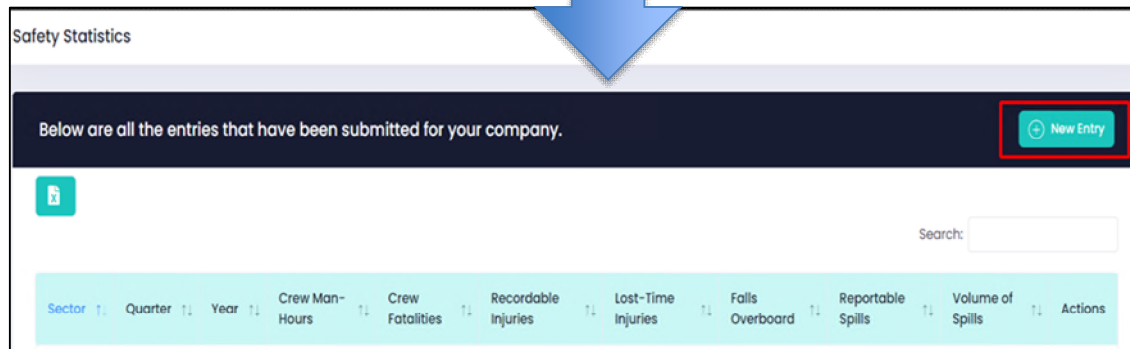 Safety Statistics
Below are all the entries that have been submitted for your company.
New Entry
Search:
Sector Quarter Year Crew Man-Hours Crew Fatalities Recordable Injuries Lost-Time Injuries Falls Overboard Reportable Spills Volume of Spills Actions